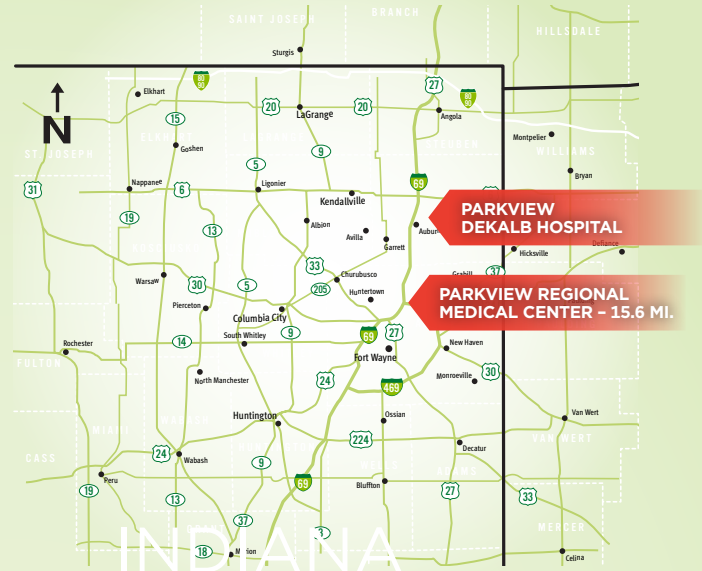 SAINT JOSEPH
BRANCH
HILLSDALE
Sturgis
80
90
27
80
90
Elkhart
20
LaGrange
20
Angola
N
15
ELKHART
Goshen
9
Montpelier
WILLIAMS
ST. JOSEPH
5
Bryan
69
31
Nappanee
6
Ligonier
Kendallville
19
13
Albion
Avilla
Garrett
PARKVIEW
DEKALB HOSPITAL
Hicksville
Defiance
33
Churubusco
37
Warsaw
30
5
205
Huntertown
Pierceton
Columbia City
PARKVIEW REGIONAL
MEDICAL CENTER – 15.6 MI.
9
69
27
14
South Whitley
Fort Wayne
New Haven
Rochester
FULTON
North Manchester
24
469
Monroeville
30
Huntington
Ossian
Van Wert
MIAMI
VAN WERT
224
Decatur
CASS
24
Wabash
9
ADAMS
Peru
69
Bluffton
27
19
13
33
37
MERCER
INDIANA
18
Marion
3
Celina